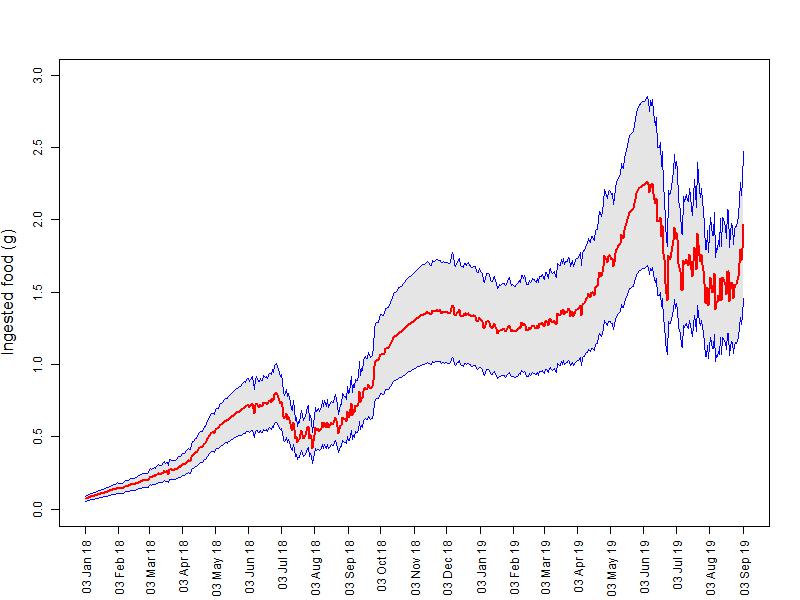 Ingested food (g)
3.0
2.5
2.0
1.5
1.0
0.5
0.0
03 Jan 18
03 Feb 18
03 Mar 18
03 Apr 18
03 May 18
03 Jun 18
03 Jul 18
03 Aug 18
03 Sep 18
03 Oct 18
03 Nov 18
03 Dec 18
03 Jan 19
03 Feb 19
03 Mar 19
03 Apr 19
03 May 19
03 Jun 19
03 Jul 19
03 Aug 19
03 Sep 19